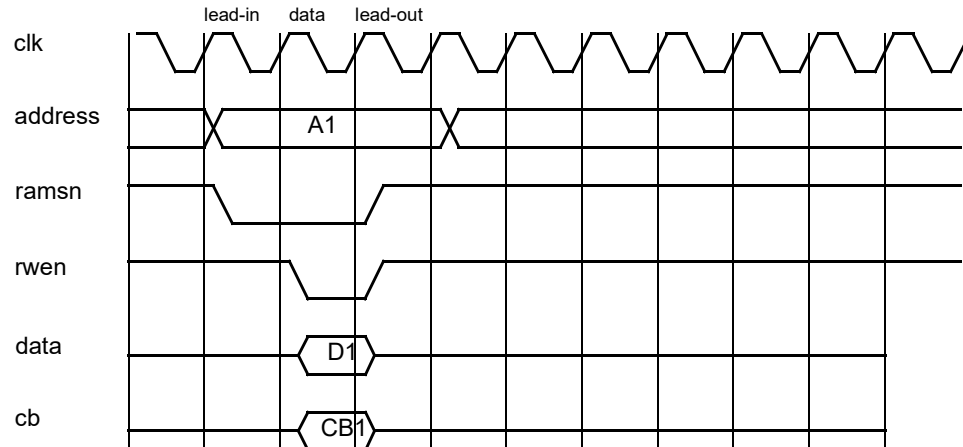 lead-in data lead-out
clk
address A1
ramsn
rwen
data D1
cb CB1